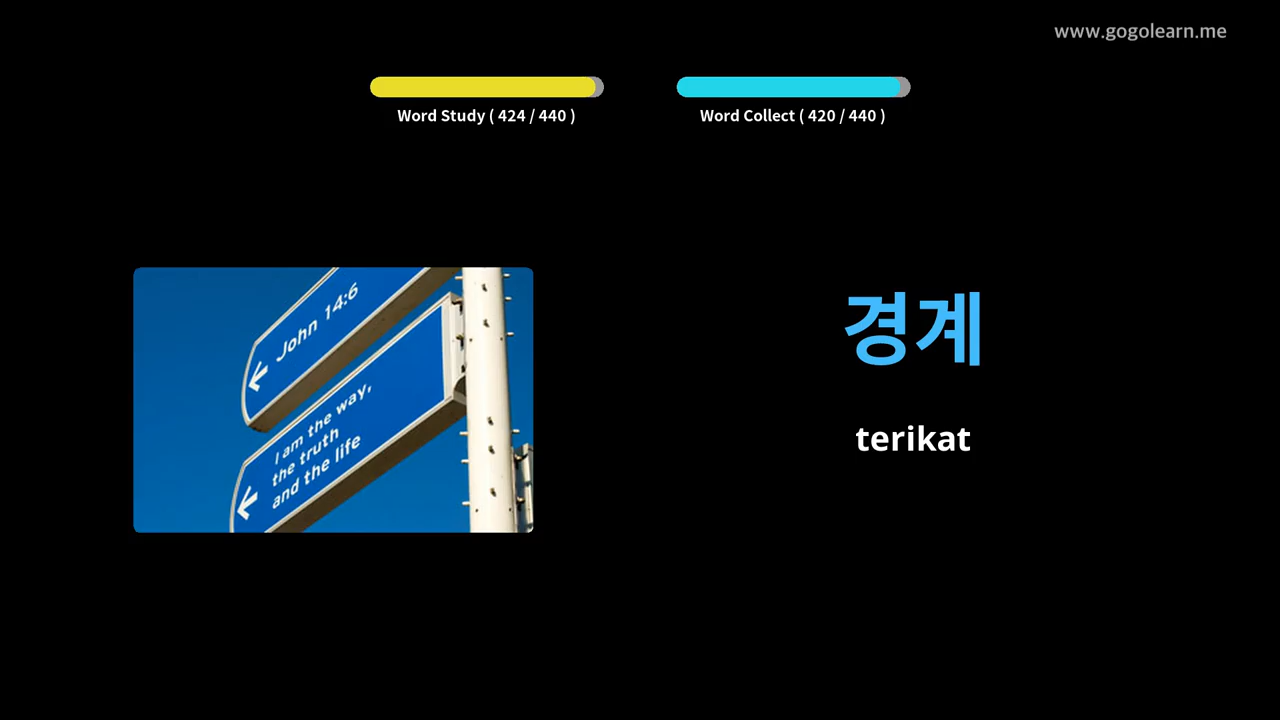 www.gogolearn.me
Word Study ( 424 / 440 )
Word Collect ( 420 / 440 )
John 14:6
I am the way,
the truth
and the life
경계
terikat